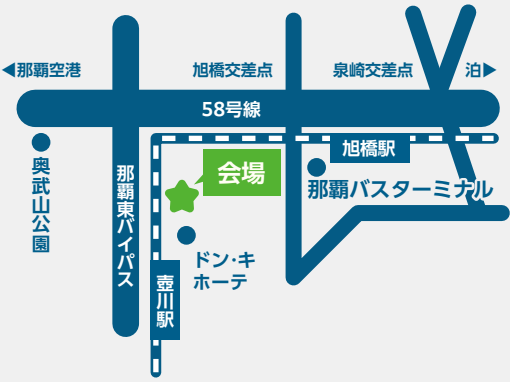 ◀那覇空港
旭橋交差点
泉崎交差点
泊▶
58号線
旭橋駅
会場
那覇バスターミナル
奥武山公園
那覇東バイパス
ドン・キ
ホーテ
壺川駅